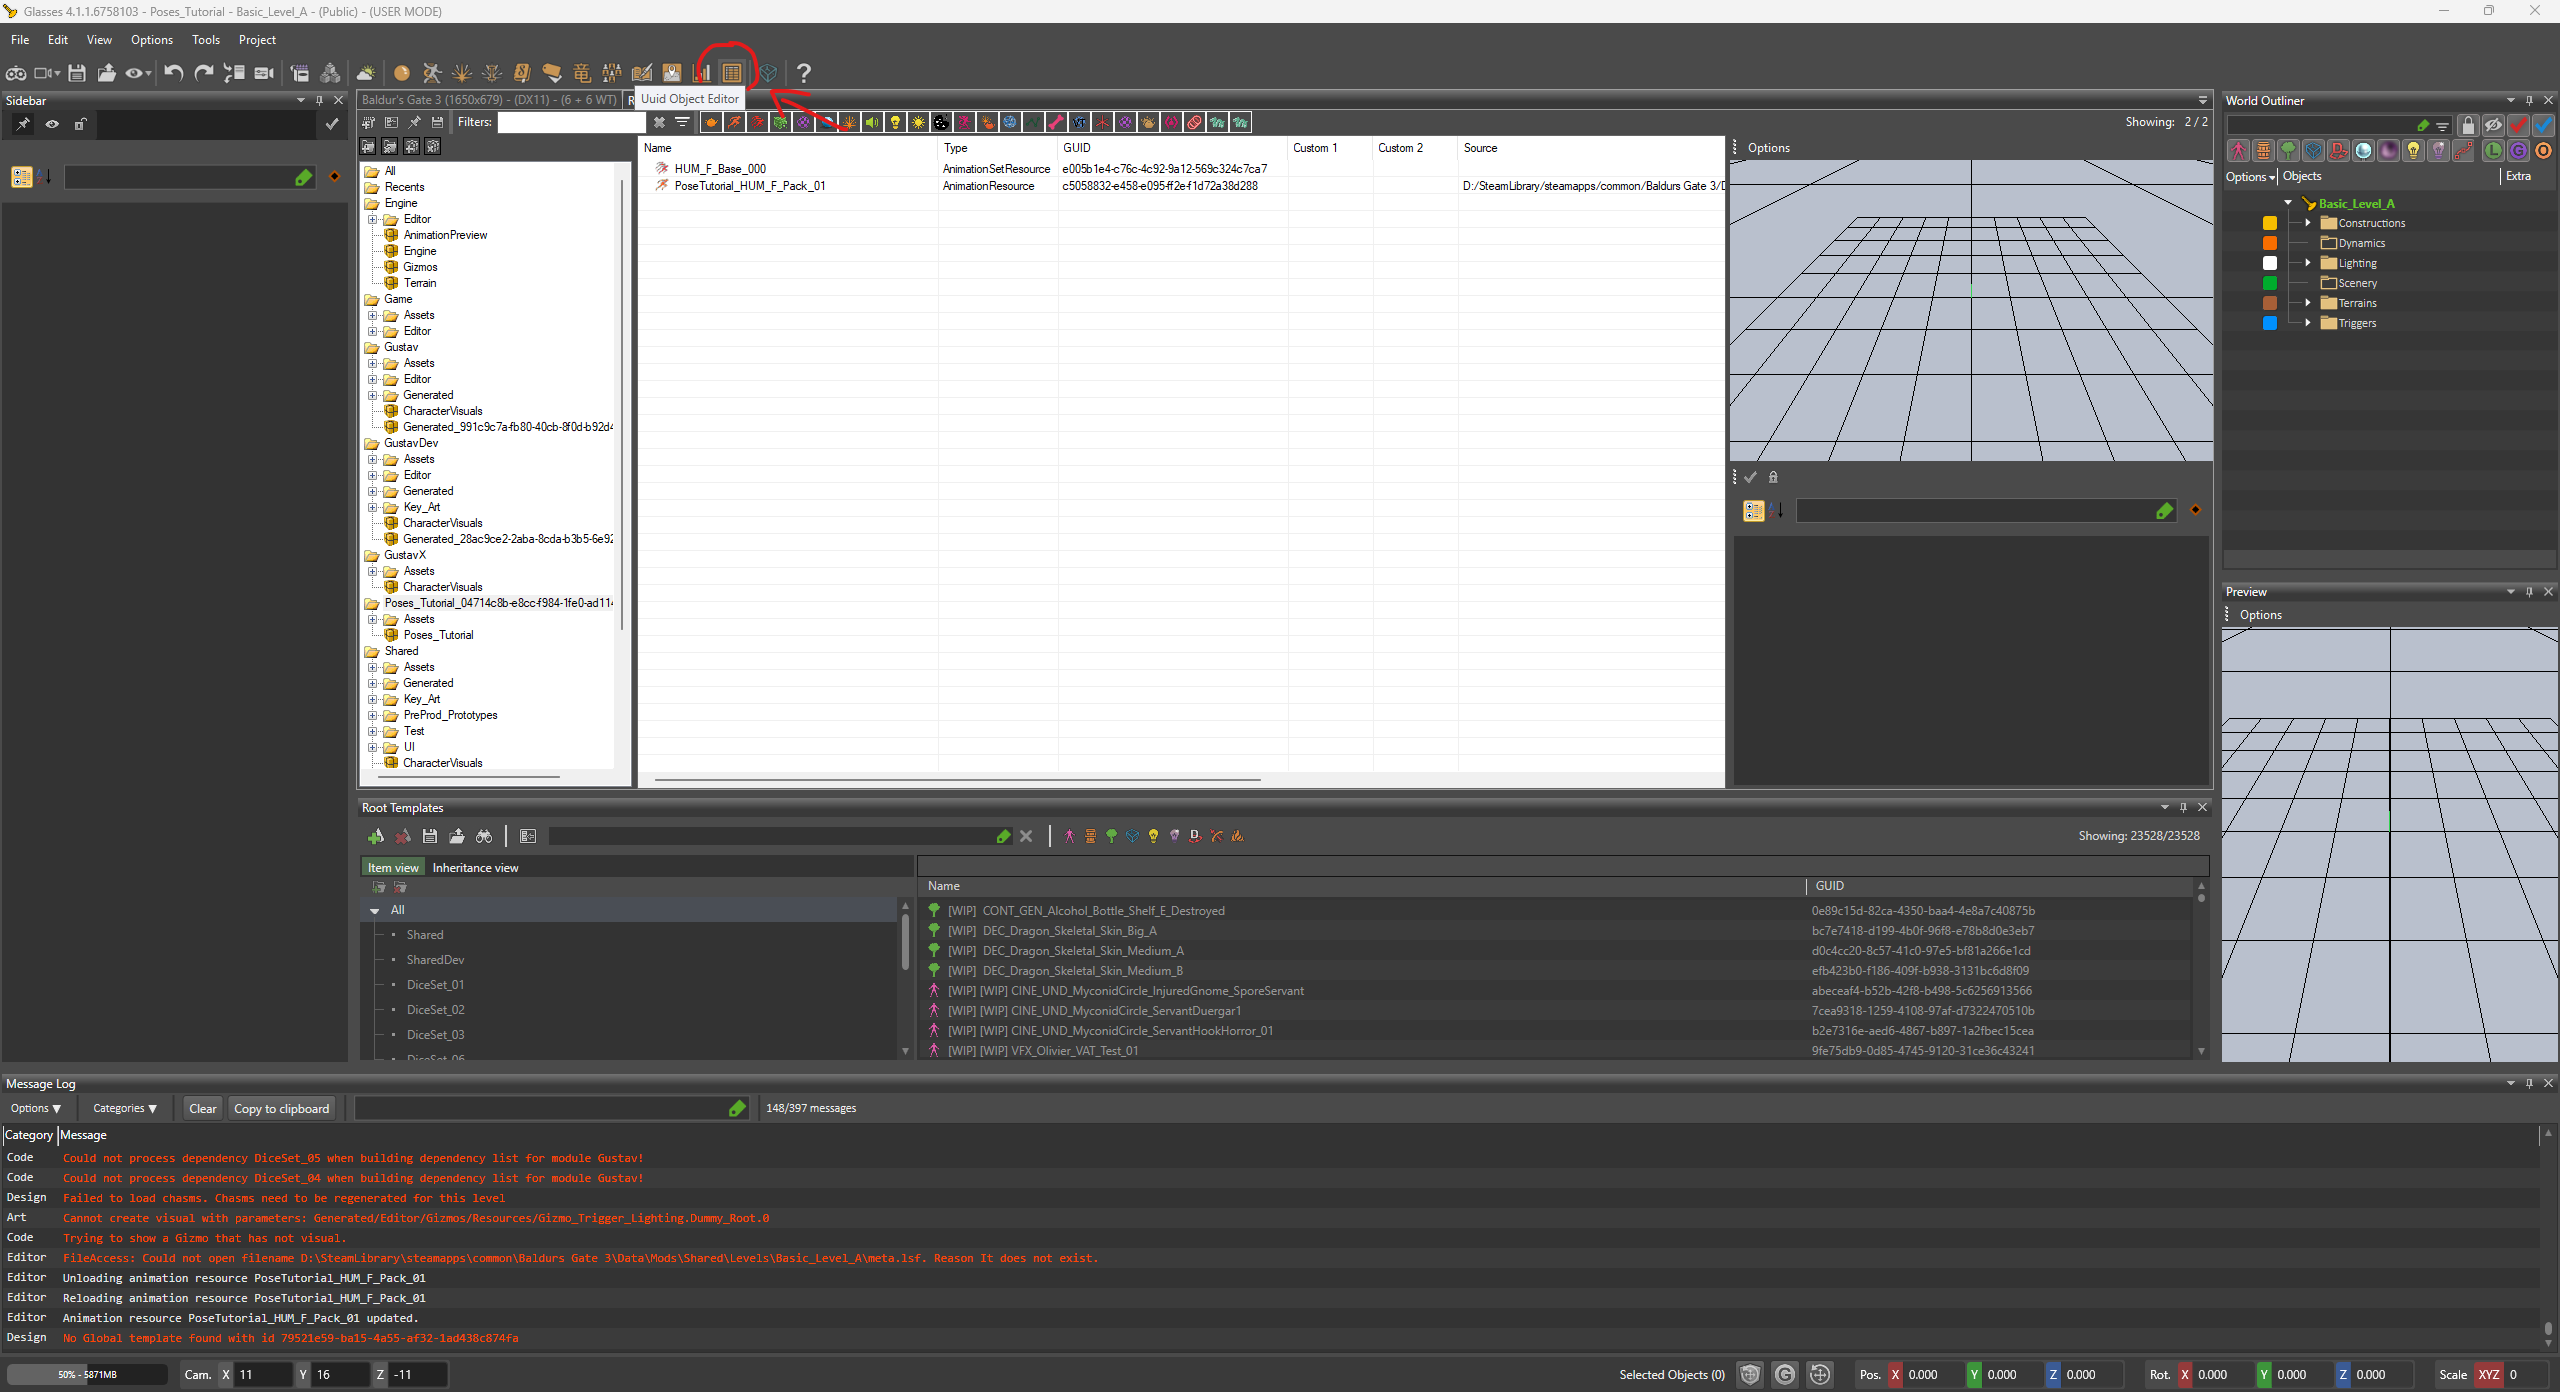 Glasses 4.1.1.6758103 - Poses_Tutorial - Basic_Level_A - (Public) - (USER MODE)
File Edit View Options Tools Project
Sidebar
Baldur's Gate 3 (1650x679) - (DX11) - (6 + 6 WT) R
Uuid Object Editor
World Outliner
Filters:
Showing: 2 / 2
All
Recents
Engine
Editor
AnimationPreview
Engine
Gizmos
Terrain
Game
Assets
Editor
Gustav
Assets
Editor
Generated
CharacterVisuals
Generated_991c9c7a-fb80-40cb-8f0d-b92d4
GustavDev
Assets
Editor
Generated
Key_Art
CharacterVisuals
Generated_28ac9ce2-2aba-8cda-b3b5-6e92
GustavX
Assets
CharacterVisuals
Poses_Tutorial_04714c8b-e8cc-f984-1fe0-ad114
Assets
Poses_Tutorial
Shared
Assets
Generated
Key_Art
PreProd_Prototypes
Test
UI
CharacterVisuals
Name Type GUID Custom 1 Custom 2 Source
HUM_F_Base_000 AnimationSetResource e005b1e4-c76c-4c92-9a12-569c324c7ca7
PoseTutorial_HUM_F_Pack_01 AnimationResource c5058832-e458-e095-ff2e-f1d72a38d288 D:/SteamLibrary/steamapps/common/Baldurs Gate 3/D
Options
Options Objects Extra
Basic_Level_A
Constructions
Dynamics
Lighting
Scenery
Terrains
Triggers
Preview
Options
Root Templates
Showing: 23528/23528
Item view Inheritance view
All
Shared
SharedDev
DiceSet_01
DiceSet_02
DiceSet_03
DiceSet_06
Name GUID
[WIP] CONT_GEN_Alcohol_Bottle_Shelf_E_Destroyed 0e89c15d-82ca-4350-baa4-4e8a7c40875b
[WIP] DEC_Dragon_Skeletal_Skin_Big_A bc7e7418-d199-4b0f-96f8-e78b8d0e3eb7
[WIP] DEC_Dragon_Skeletal_Skin_Medium_A d0c4cc20-8c57-41c0-97e5-bf81a266e1cd
[WIP] DEC_Dragon_Skeletal_Skin_Medium_B efb423b0-f186-409f-b938-3131bc6d8f09
[WIP] [WIP] CINE_UND_MyconidCircle_InjuredGnome_SporeServant abeceaf4-b52b-42f8-b498-5c6256913566
[WIP] [WIP] CINE_UND_MyconidCircle_ServantDuergar1 7cea9318-1259-4108-97af-d7322470510b
[WIP] [WIP] CINE_UND_MyconidCircle_ServantHookHorror_01 b2e7316e-aed6-4867-b897-1a2fbec15cea
[WIP] [WIP] VFX_Olivier_VAT_Test_01 9fe75db9-0d85-4745-9120-31ce36c43241
Message Log
Options Categories Clear Copy to clipboard 148/397 messages
Category Message
Code Could not process dependency DiceSet_05 when building dependency list for module Gustav!
Code Could not process dependency DiceSet_04 when building dependency list for module Gustav!
Design Failed to load chasms. Chasms need to be regenerated for this level
Art Cannot create visual with parameters: Generated/Editor/Gizmos/Resources/Gizmo_Trigger_Lighting.Dummy_Root.0
Code Trying to show a Gizmo that has not visual.
Editor FileAccess: Could not open filename D:\SteamLibrary\steamapps\common\Baldurs Gate 3\Data\Mods\Shared\Levels\Basic_Level_A\meta.lsf. Reason It does not exist.
Editor Unloading animation resource PoseTutorial_HUM_F_Pack_01
Editor Reloading animation resource PoseTutorial_HUM_F_Pack_01
Editor Animation resource PoseTutorial_HUM_F_Pack_01 updated.
Design No Global template found with id 79521e59-ba15-4a55-af32-1ad438c874fa
50% - 5871MB Cam. X 11 Y 16 Z -11 Selected Objects (0) Pos. X 0.000 Y 0.000 Z 0.000 Rot. X 0.000 Y 0.000 Z 0.000 Scale XYZ 0